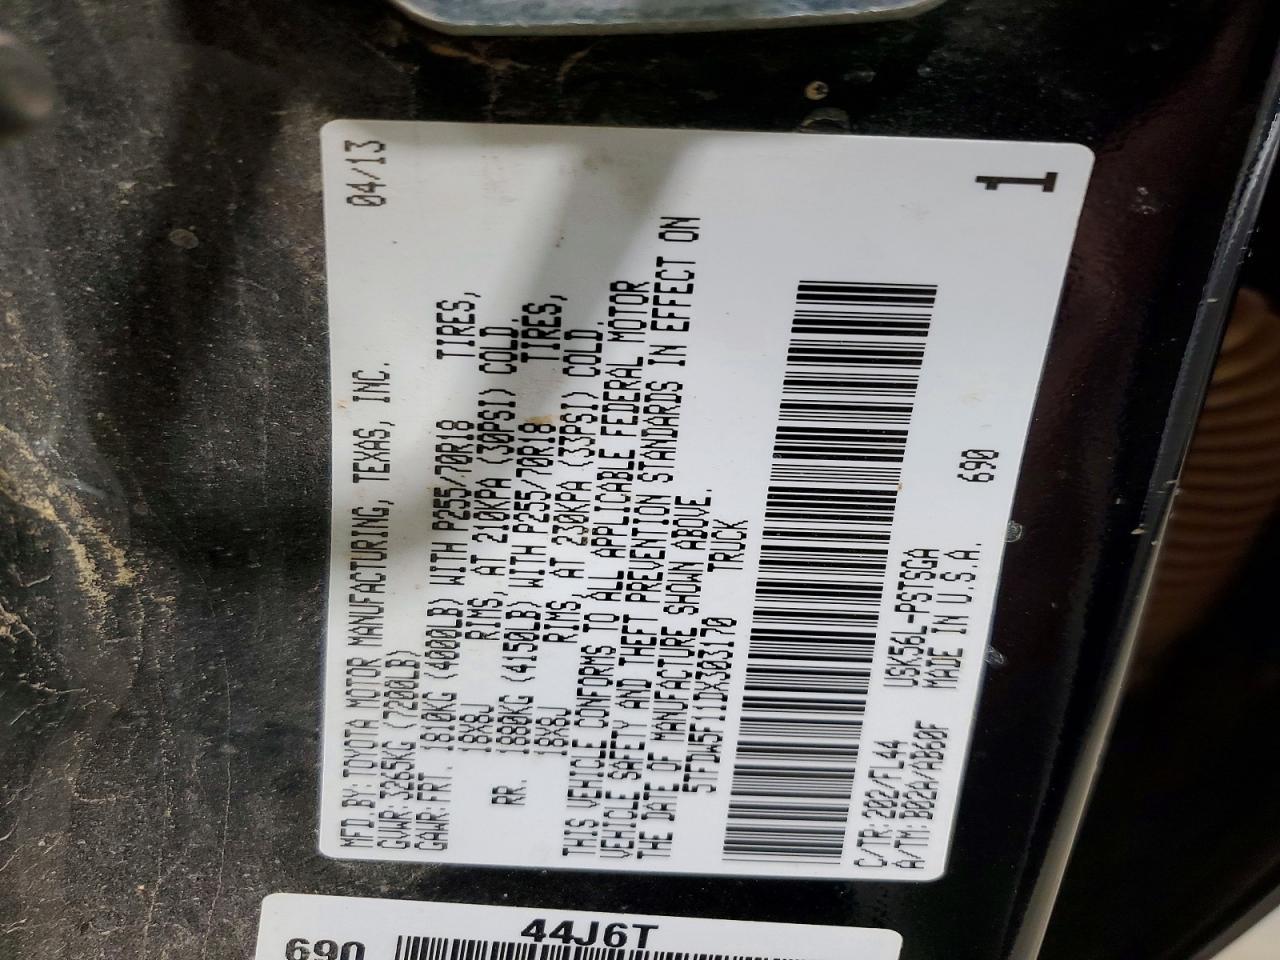 MFD.BY:TOYOTA MOTOR MANUFACTURING, TEXAS, INC. 04/13
GVWR:3265KG (7200LB)
GAWR:FRT. 1810KG (4000LB) WITH P255/70R18 TIRES,
18X8J RIMS, AT 210KPA (30PSI) COLD,
RR. 1880KG (4150LB) WITH P255/70R18 TIRES,
18X8J RIMS AT 230KPA (33PSI) COLD.
THIS VEHICLE CONFORMS TO ALL APPLICABLE FEDERAL MOTOR
VEHICLE SAFETY AND THEFT PREVENTION STANDARDS IN EFFECT ON
THE DATE OF MANUFACTURE SHOWN ABOVE.
5TFDW5F11DX303170 TRUCK
C/TR:202/FL44 USK56L-PSTSGA 690
A/TM:B02A/AB60F MADE IN U.S.A.
1
44J6T
690